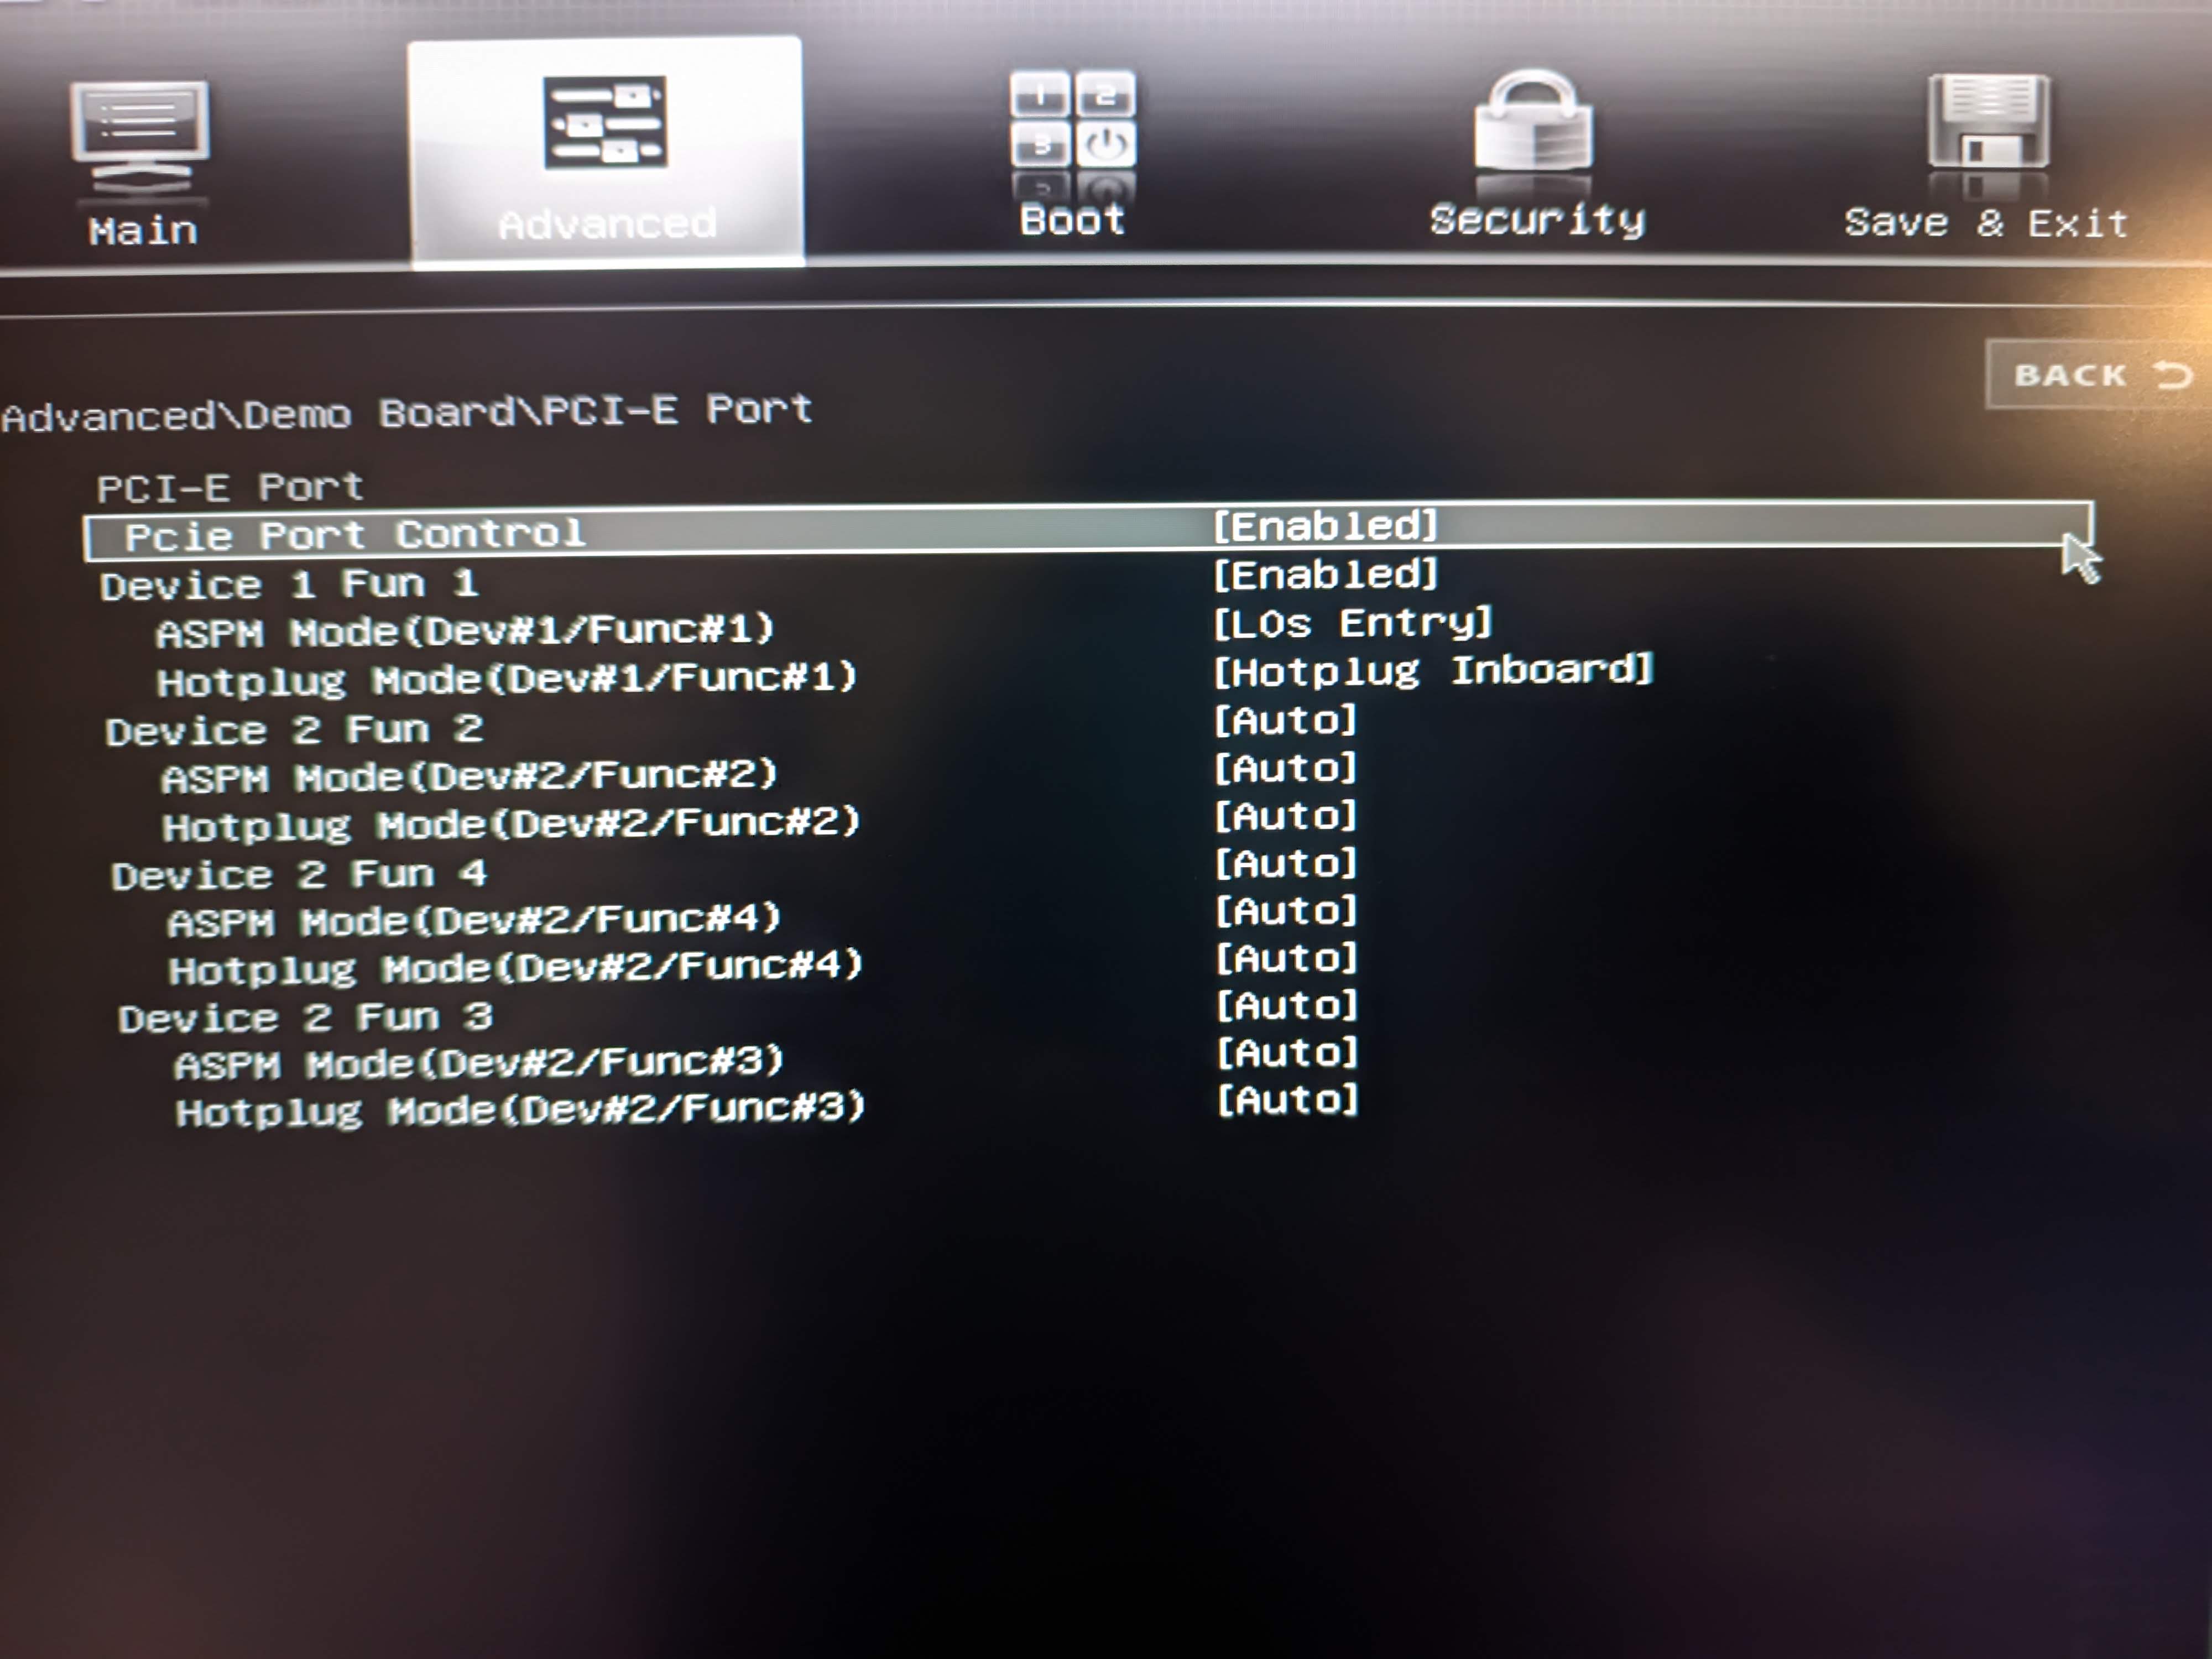 Main
Advanced
Boot
Security
Save & Exit
BACK
Advanced\Demo Board\PCI-E Port
PCI-E Port
Pcie Port Control [Enabled]
Device 1 Fun 1 [Enabled]
ASPM Mode(Dev#1/Func#1) [L0s Entry]
Hotplug Mode(Dev#1/Func#1) [Hotplug Inboard]
Device 2 Fun 2 [Auto]
ASPM Mode(Dev#2/Func#2) [Auto]
Hotplug Mode(Dev#2/Func#2) [Auto]
Device 2 Fun 4 [Auto]
ASPM Mode(Dev#2/Func#4) [Auto]
Hotplug Mode(Dev#2/Func#4) [Auto]
Device 2 Fun 3 [Auto]
ASPM Mode(Dev#2/Func#3) [Auto]
Hotplug Mode(Dev#2/Func#3) [Auto]